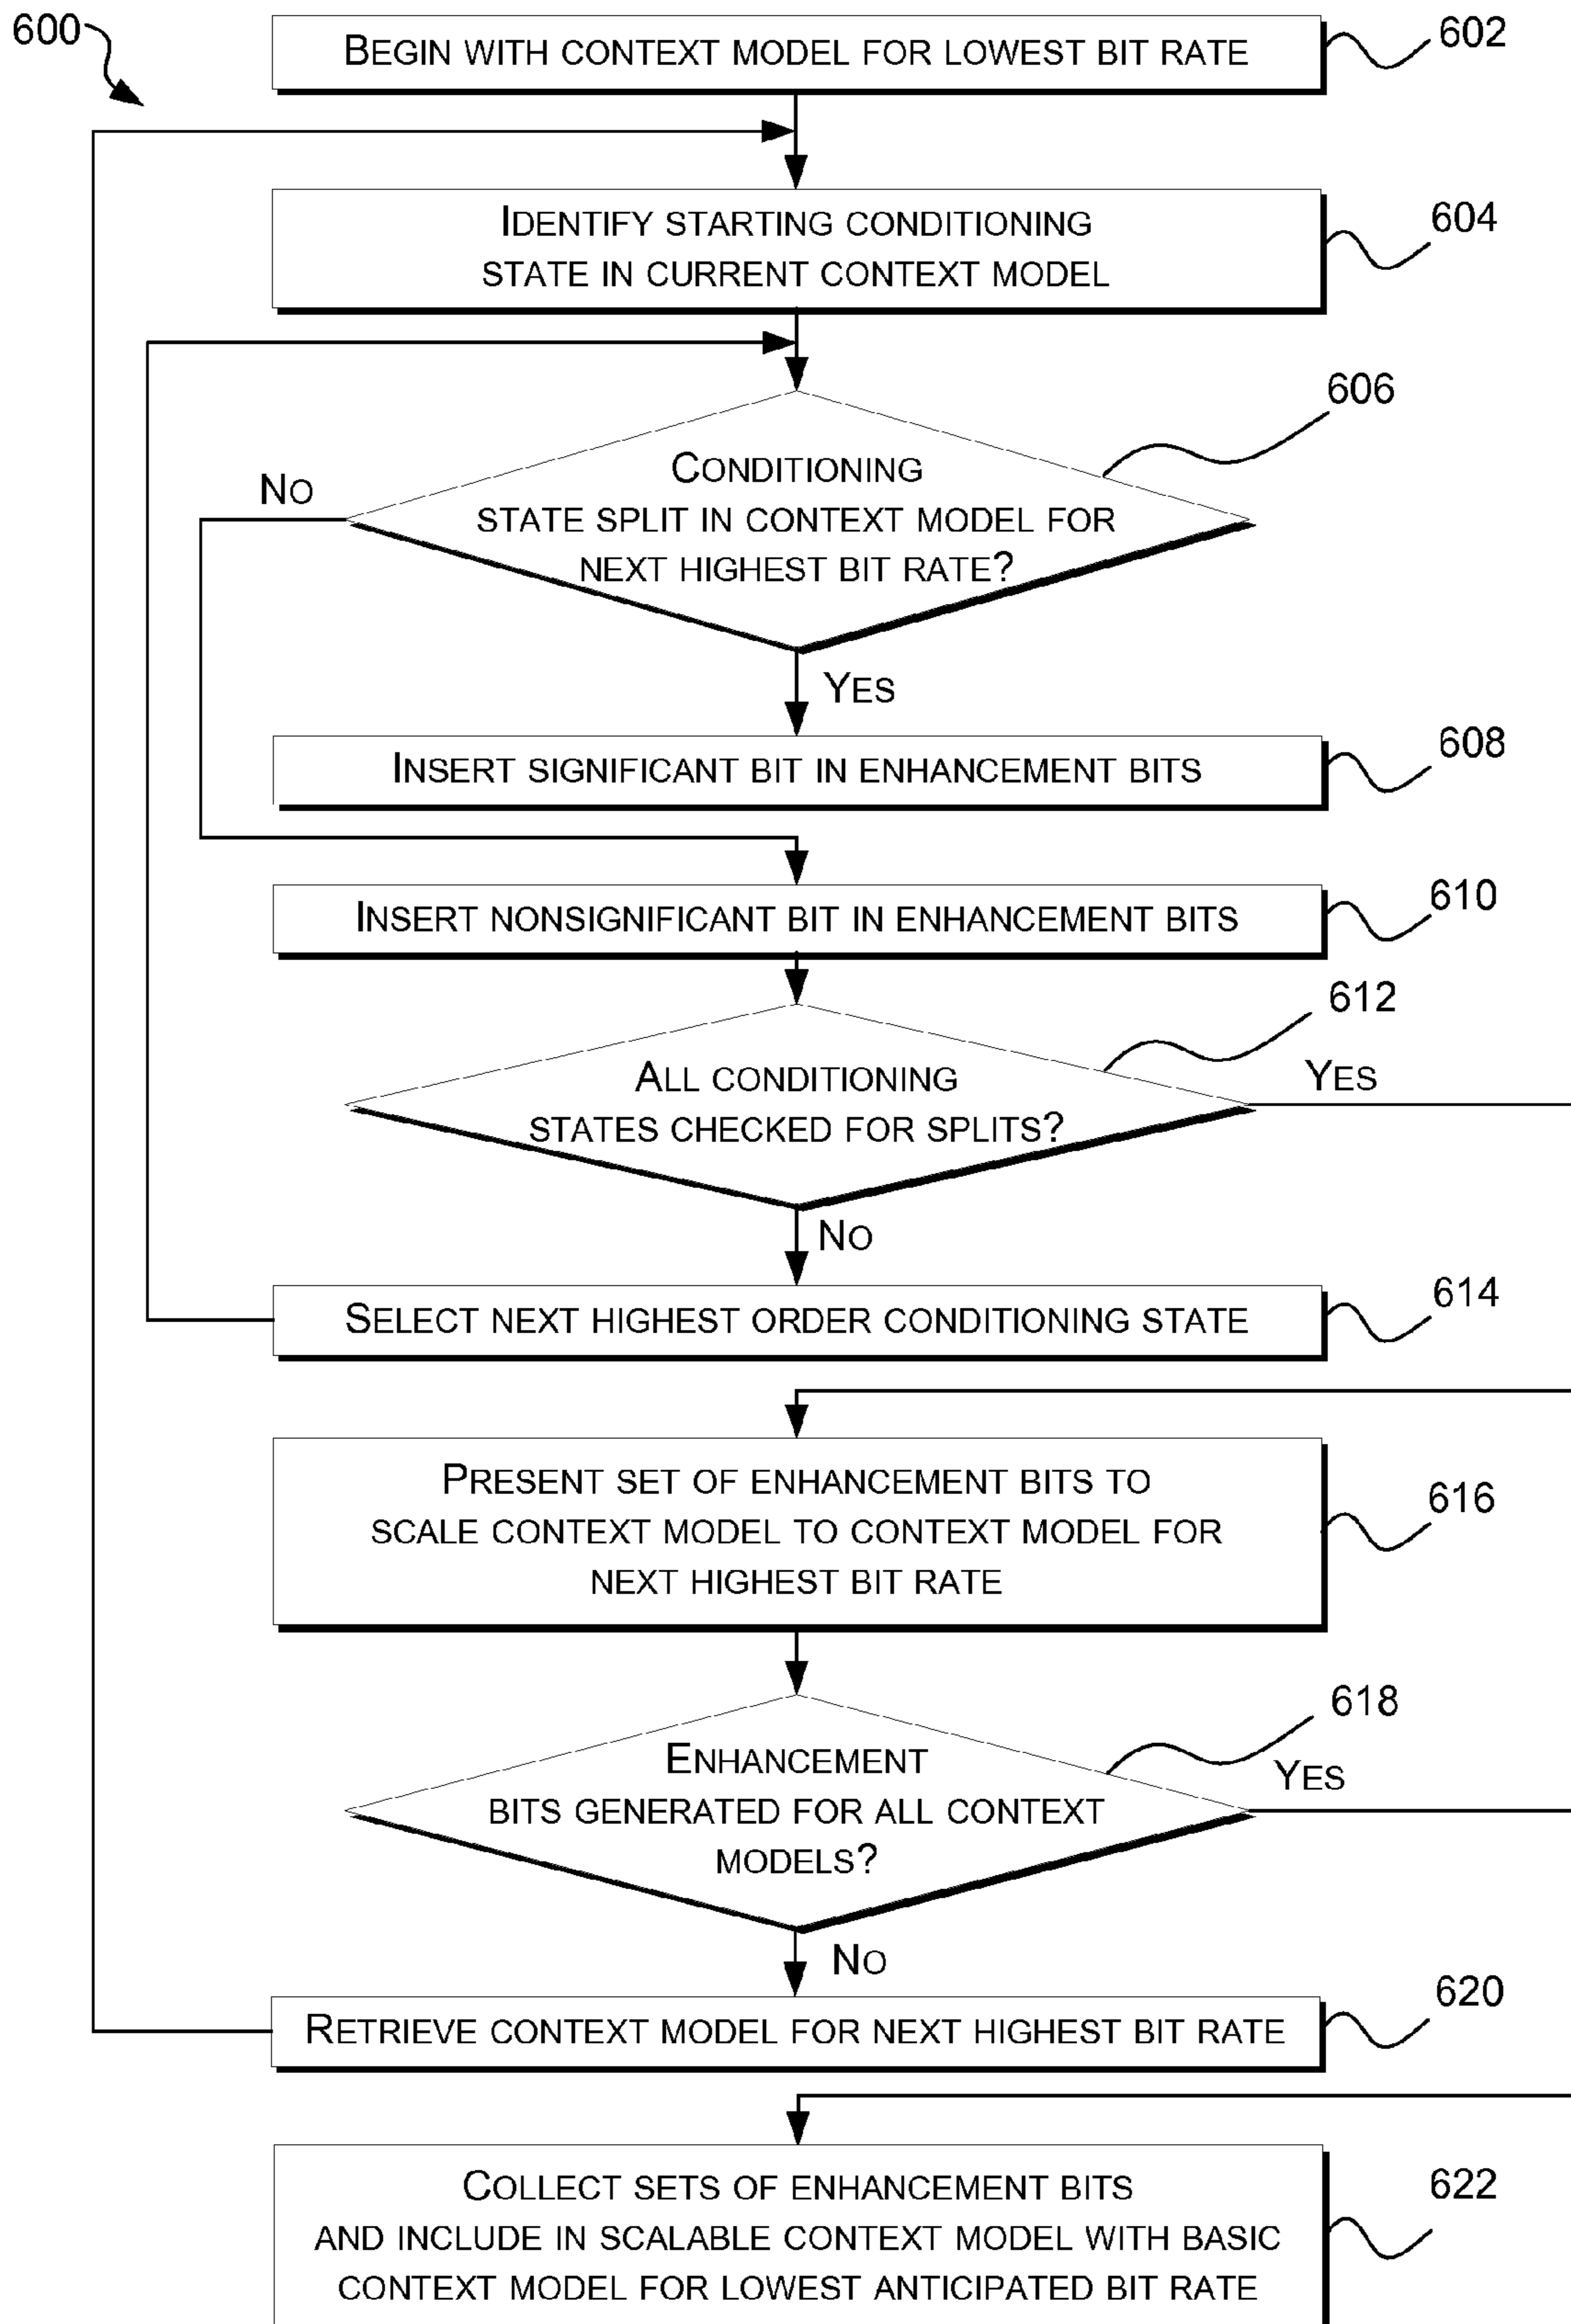 600
BEGIN WITH CONTEXT MODEL FOR LOWEST BIT RATE
602
IDENTIFY STARTING CONDITIONING
STATE IN CURRENT CONTEXT MODEL
604
606
CONDITIONING
STATE SPLIT IN CONTEXT MODEL FOR
NEXT HIGHEST BIT RATE?
NO
YES
INSERT SIGNIFICANT BIT IN ENHANCEMENT BITS
608
INSERT NONSIGNIFICANT BIT IN ENHANCEMENT BITS
610
612
ALL CONDITIONING
STATES CHECKED FOR SPLITS?
YES
NO
SELECT NEXT HIGHEST ORDER CONDITIONING STATE
614
PRESENT SET OF ENHANCEMENT BITS TO
SCALE CONTEXT MODEL TO CONTEXT MODEL FOR
NEXT HIGHEST BIT RATE
616
618
ENHANCEMENT
BITS GENERATED FOR ALL CONTEXT
MODELS?
YES
NO
RETRIEVE CONTEXT MODEL FOR NEXT HIGHEST BIT RATE
620
COLLECT SETS OF ENHANCEMENT BITS
AND INCLUDE IN SCALABLE CONTEXT MODEL WITH BASIC
CONTEXT MODEL FOR LOWEST ANTICIPATED BIT RATE
622